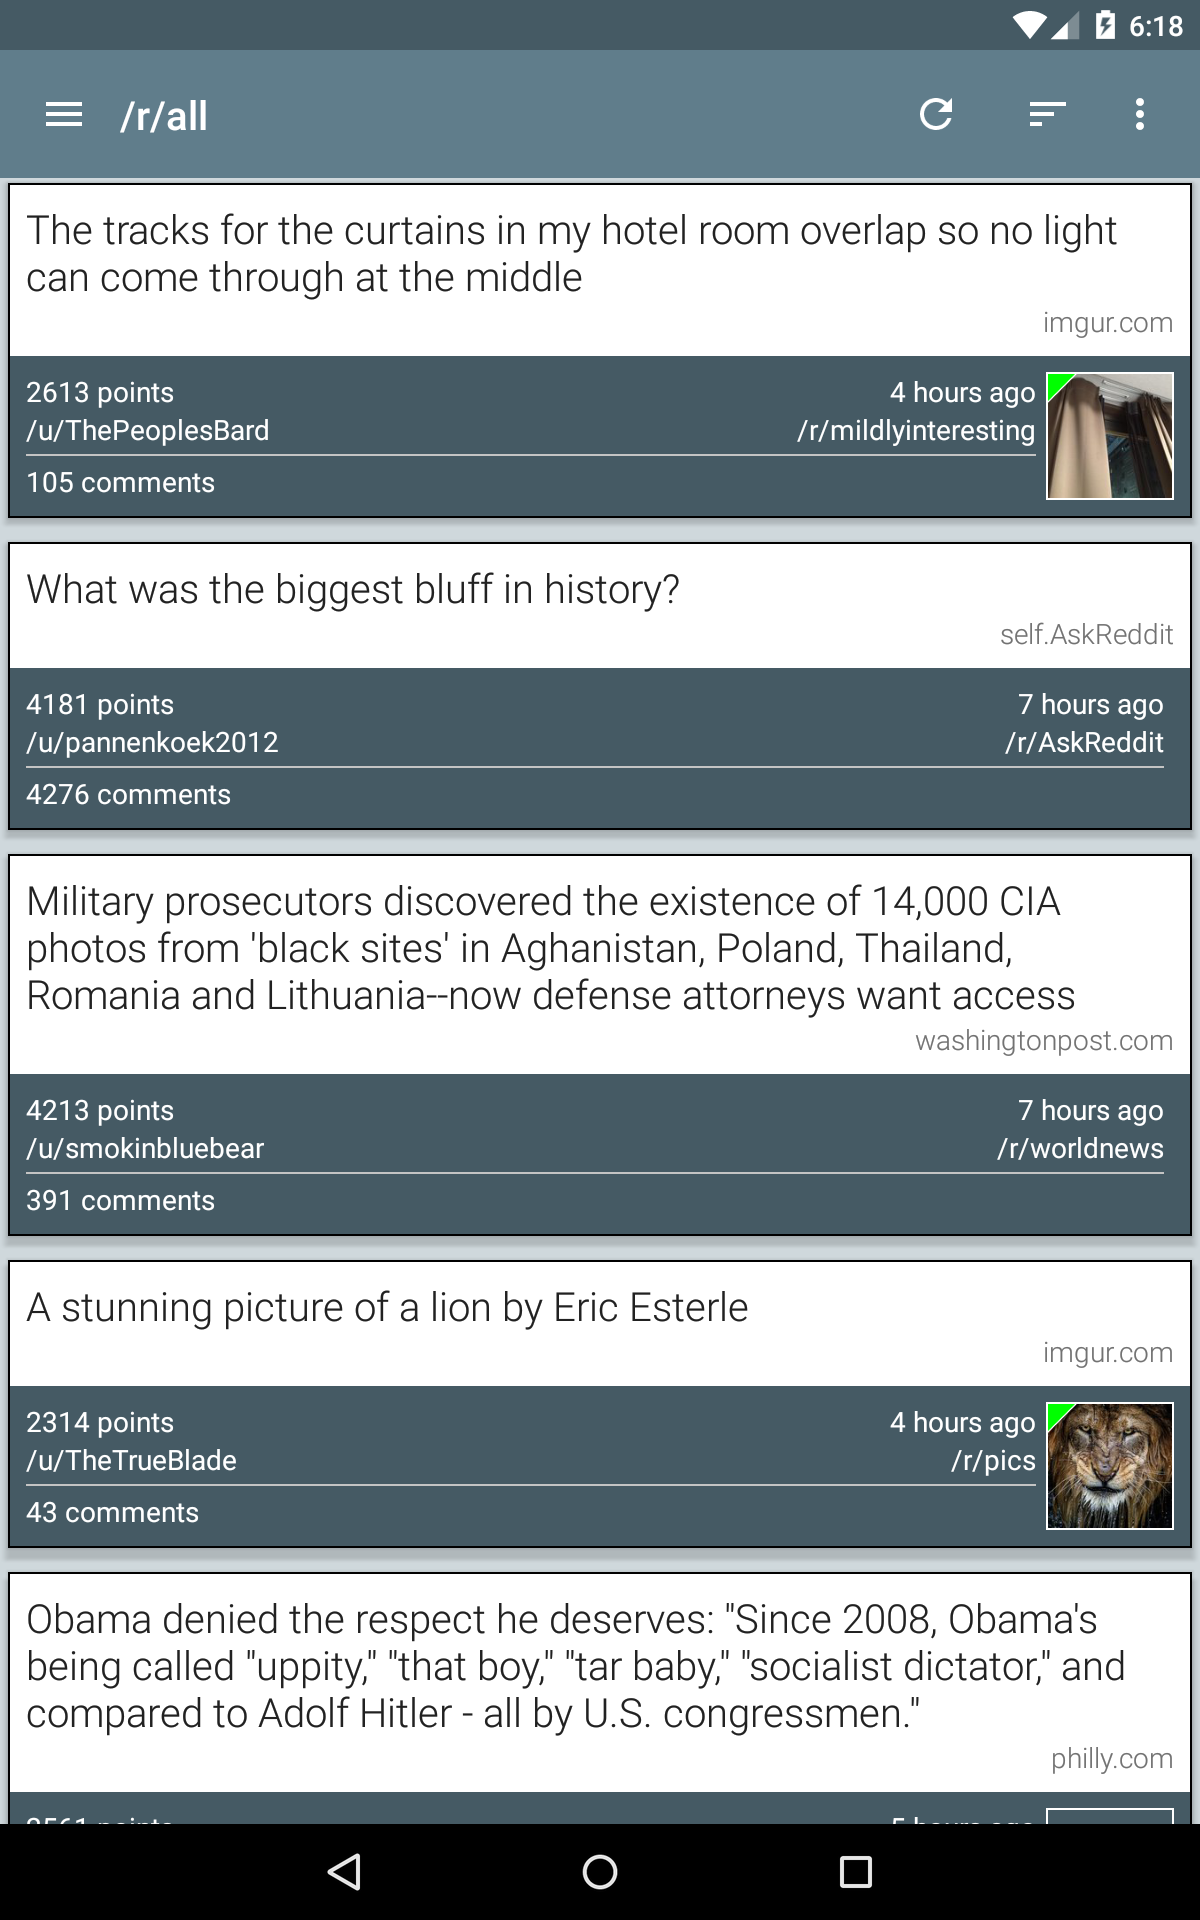 6:18
/r/all
The tracks for the curtains in my hotel room overlap so no light
can come through at the middle
imgur.com
2613 points
4 hours ago
/u/ThePeoplesBard
/r/mildlyinteresting
105 comments
What was the biggest bluff in history?
self.AskReddit
4181 points
7 hours ago
/u/pannenkoek2012
/r/AskReddit
4276 comments
Military prosecutors discovered the existence of 14,000 CIA
photos from 'black sites' in Aghanistan, Poland, Thailand,
Romania and Lithuania--now defense attorneys want access
washingtonpost.com
4213 points
7 hours ago
/u/smokinbluebear
/r/worldnews
391 comments
A stunning picture of a lion by Eric Esterle
imgur.com
2314 points
4 hours ago
/u/TheTrueBlade
/r/pics
43 comments
Obama denied the respect he deserves: "Since 2008, Obama's
being called "uppity," "that boy," "tar baby," "socialist dictator," and
compared to Adolf Hitler - all by U.S. congressmen."
philly.com
points
5 hours ago